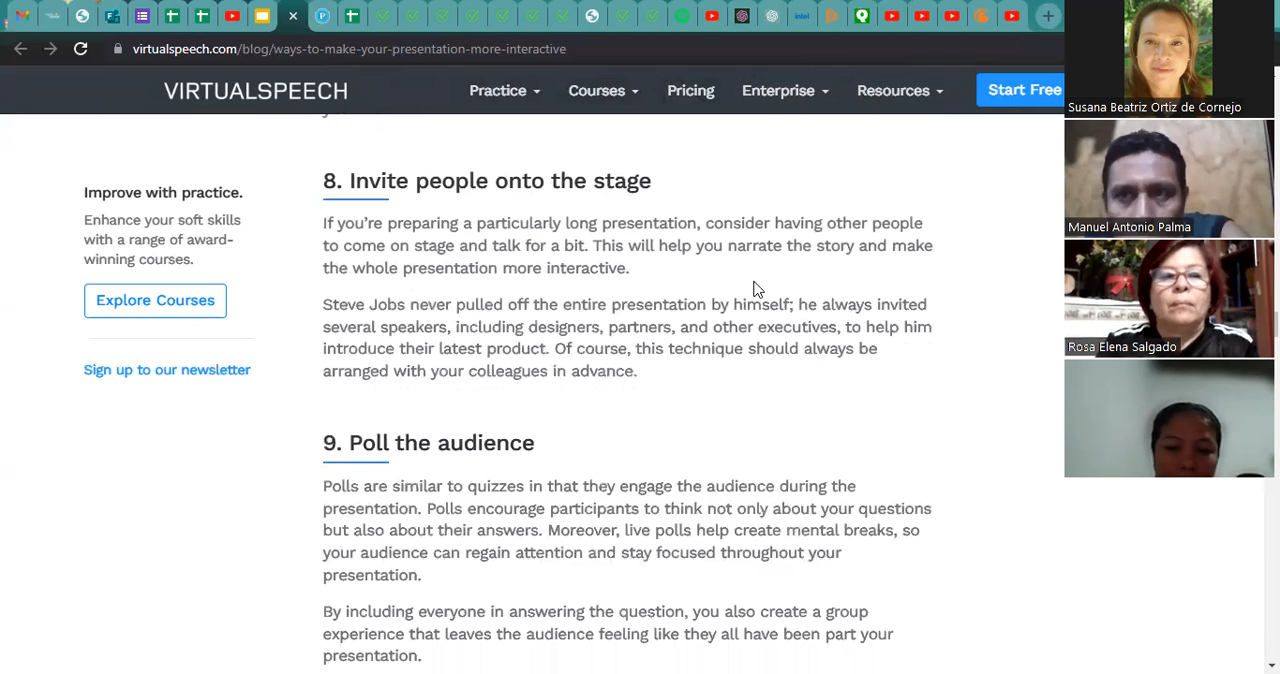 virtualspeech.com/blog/ways-to-make-your-presentation-more-interactive
VIRTUALSPEECH
Practice
Courses
Pricing
Enterprise
Resources
Start Free
Improve with practice.
Enhance your soft skills
with a range of award-
winning courses.
Explore Courses
Sign up to our newsletter
8. Invite people onto the stage
If you're preparing a particularly long presentation, consider having other people
to come on stage and talk for a bit. This will help you narrate the story and make
the whole presentation more interactive.
Steve Jobs never pulled off the entire presentation by himself; he always invited
several speakers, including designers, partners, and other executives, to help him
introduce their latest product. Of course, this technique should always be
arranged with your colleagues in advance.
9. Poll the audience
Polls are similar to quizzes in that they engage the audience during the
presentation. Polls encourage participants to think not only about your questions
but also about their answers. Moreover, live polls help create mental breaks, so
your audience can regain attention and stay focused throughout your
presentation.
By including everyone in answering the question, you also create a group
experience that leaves the audience feeling like they all have been part your
presentation.
Susana Beatriz Ortiz de Cornejo
Manuel Antonio Palma
Rosa Elena Salgado